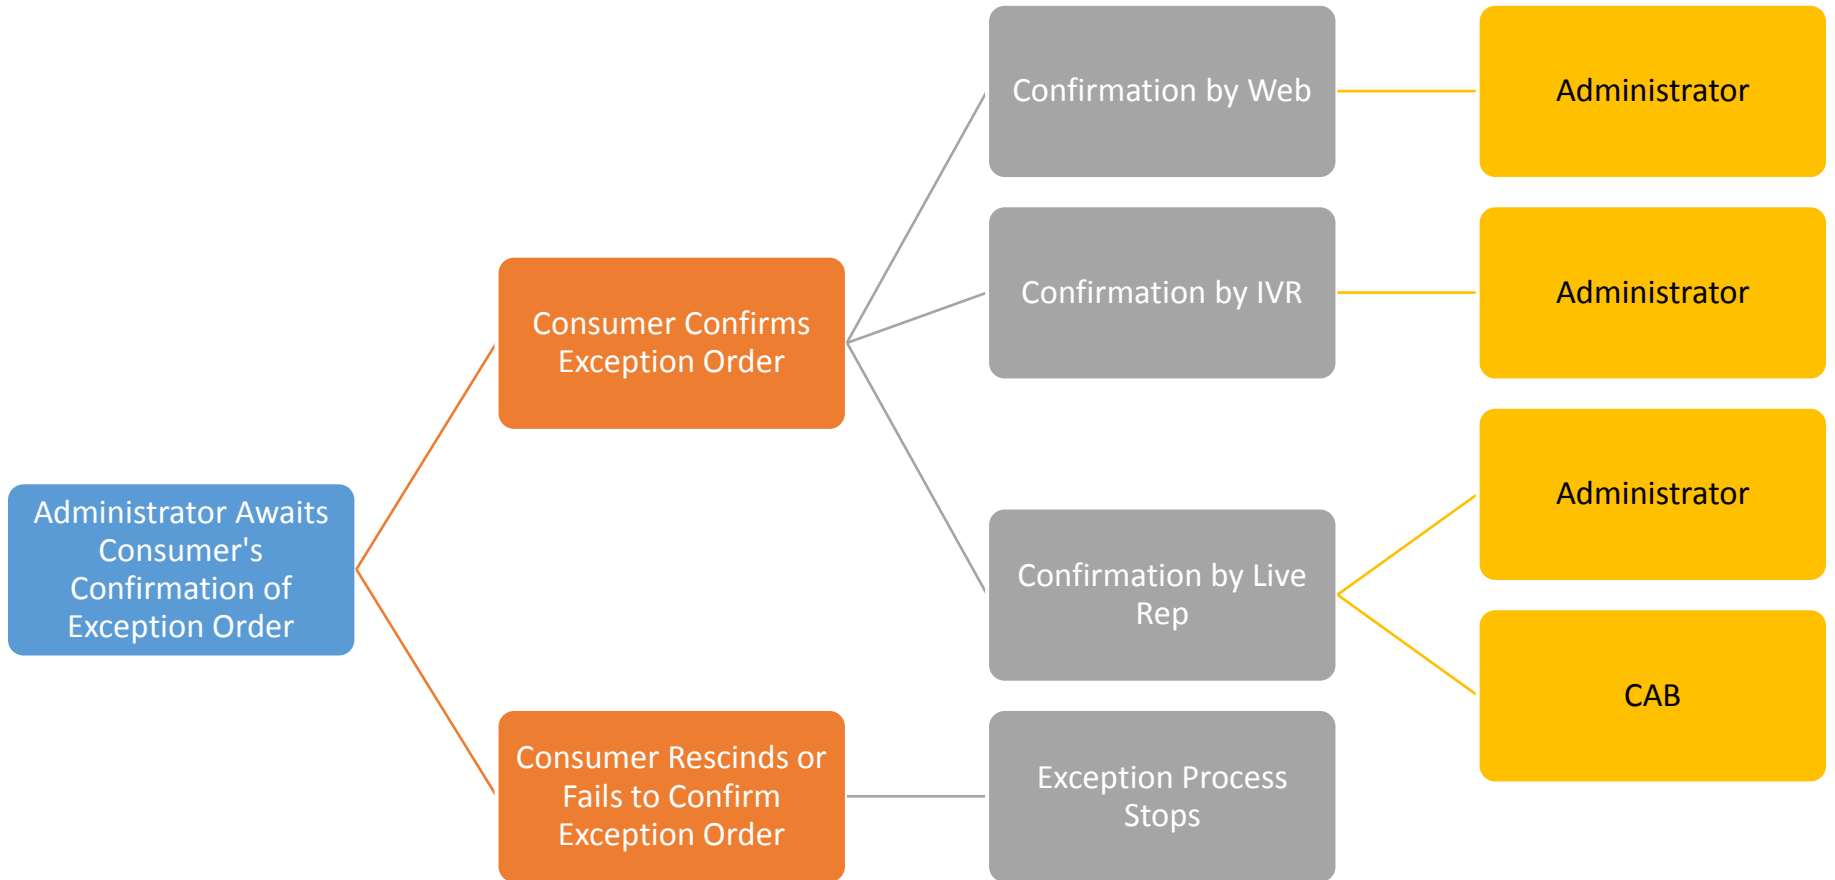 Administrator Awaits
Consumer's
Confirmation of
Exception Order
Consumer Confirms
Exception Order
Confirmation by Web
Administrator
Confirmation by IVR
Administrator
Confirmation by Live
Rep
Administrator
CAB
Consumer Rescinds or
Fails to Confirm
Exception Order
Exception Process
Stops